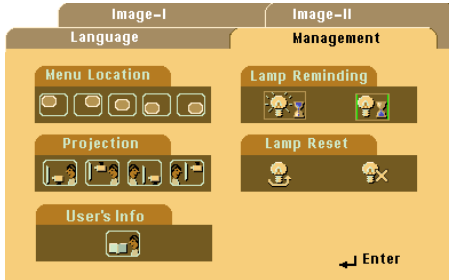 Image-I
Image-II
Language
Management
Menu Location
Lamp Reminding
Projection
Lamp Reset
User's Info
Enter